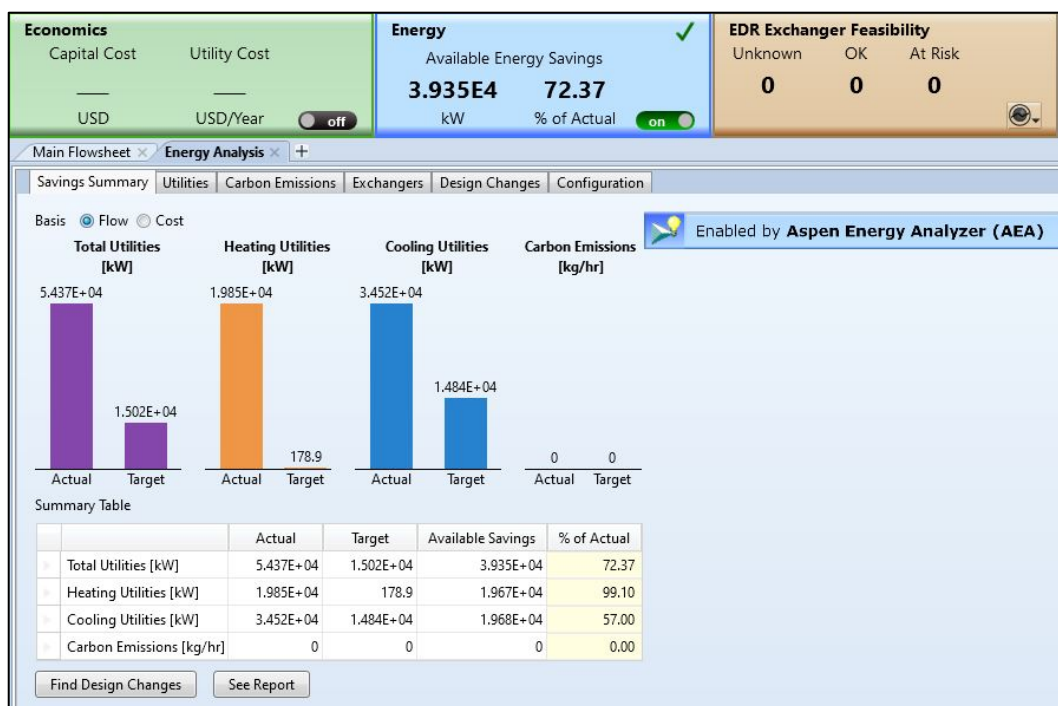 Economics
Capital Cost Utility Cost
USD USD/Year off
Energy
Available Energy Savings
3.935E4 72.37
kW % of Actual on
EDR Exchanger Feasibility
Unknown OK At Risk
0 0 0
Main Flowsheet Energy Analysis +
Savings Summary Utilities Carbon Emissions Exchangers Design Changes Configuration
Basis Flow Cost
Enabled by Aspen Energy Analyzer (AEA)
Total Utilities
[kW]
5.437E+04
1.502E+04
Actual Target
Heating Utilities
[kW]
1.985E+04
178.9
Actual Target
Cooling Utilities
[kW]
3.452E+04
1.484E+04
Actual Target
Carbon Emissions
[kg/hr]
0 0
Actual Target
Summary Table
Actual Target Available Savings % of Actual
Total Utilities [kW] 5.437E+04 1.502E+04 3.935E+04 72.37
Heating Utilities [kW] 1.985E+04 178.9 1.967E+04 99.10
Cooling Utilities [kW] 3.452E+04 1.484E+04 1.968E+04 57.00
Carbon Emissions [kg/hr] 0 0 0 0.00
Find Design Changes See Report